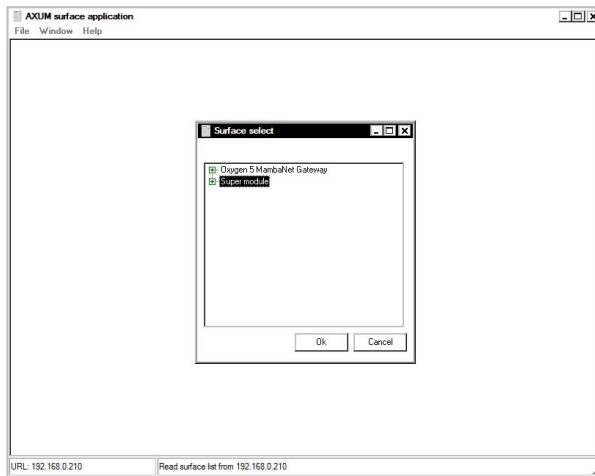 AXUM surface application
File Window Help
Surface select
Oxygen 5 MambaNet Gateway
Super module
Ok Cancel
URL: 192.168.0.210 Read surface list from 192.168.0.210